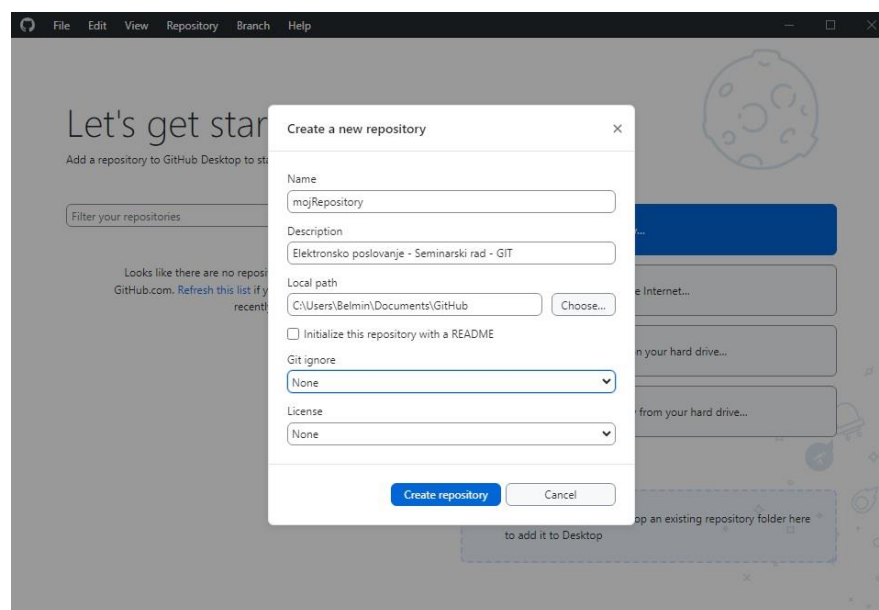 File Edit View Repository Branch Help
Let's get star
Add a repository to GitHub Desktop to sta
Filter your repositories
Looks like there are no reposi
GitHub.com. Refresh this list if y
recentl
Create a new repository
Name
mojRepository
Description
Elektronsko poslovanje - Seminarski rad - GIT
Local path
C:\Users\Belmin\Documents\GitHub
Choose...
Initialize this repository with a README
Git ignore
None
License
None
Create repository
Cancel
e Internet...
n your hard drive...
from your hard drive...
op an existing repository folder here
to add it to Desktop